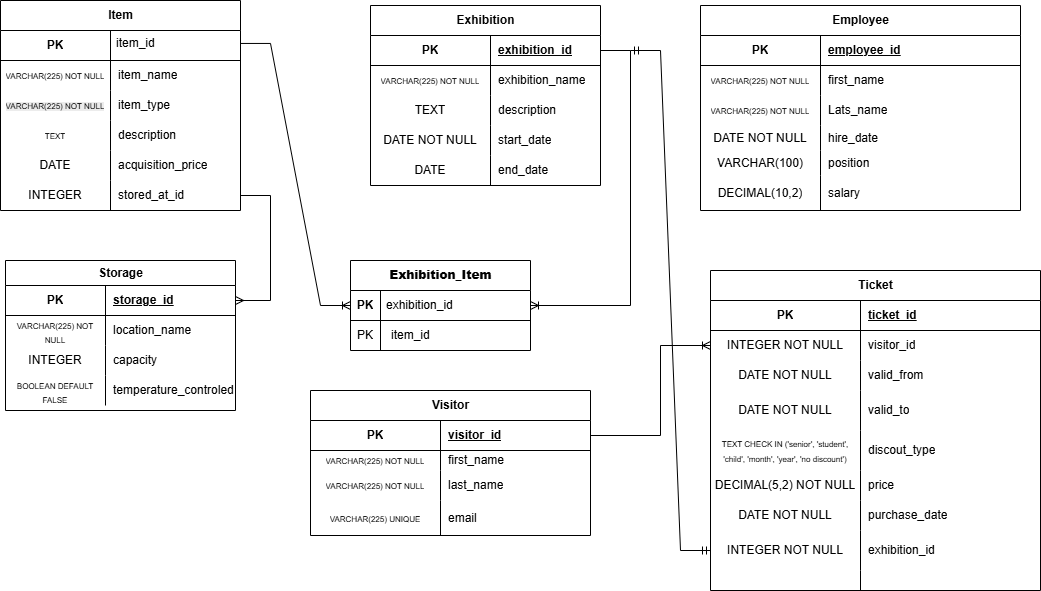 Item
PK item_id
VARCHAR(225) NOT NULL item_name
VARCHAR(225) NOT NULL item_type
TEXT description
DATE acquisition_price
INTEGER stored_at_id
Exhibition
PK exhibition_id
VARCHAR(225) NOT NULL exhibition_name
TEXT description
DATE NOT NULL start_date
DATE end_date
Employee
PK employee_id
VARCHAR(225) NOT NULL first_name
VARCHAR(225) NOT NULL Lats_name
DATE NOT NULL hire_date
VARCHAR(100) position
DECIMAL(10,2) salary
Storage
PK storage_id
VARCHAR(225) NOT
NULL location_name
INTEGER capacity
BOOLEAN DEFAULT
FALSE temperature_controled
Exhibition_Item
PK exhibition_id
PK item_id
Ticket
PK ticket_id
INTEGER NOT NULL visitor_id
DATE NOT NULL valid_from
DATE NOT NULL valid_to
TEXT CHECK IN ('senior', 'student',
'child', 'month', 'year', 'no discount') discout_type
DECIMAL(5,2) NOT NULL price
DATE NOT NULL purchase_date
INTEGER NOT NULL exhibition_id
Visitor
PK visitor_id
VARCHAR(225) NOT NULL first_name
VARCHAR(225) NOT NULL last_name
VARCHAR(225) UNIQUE email